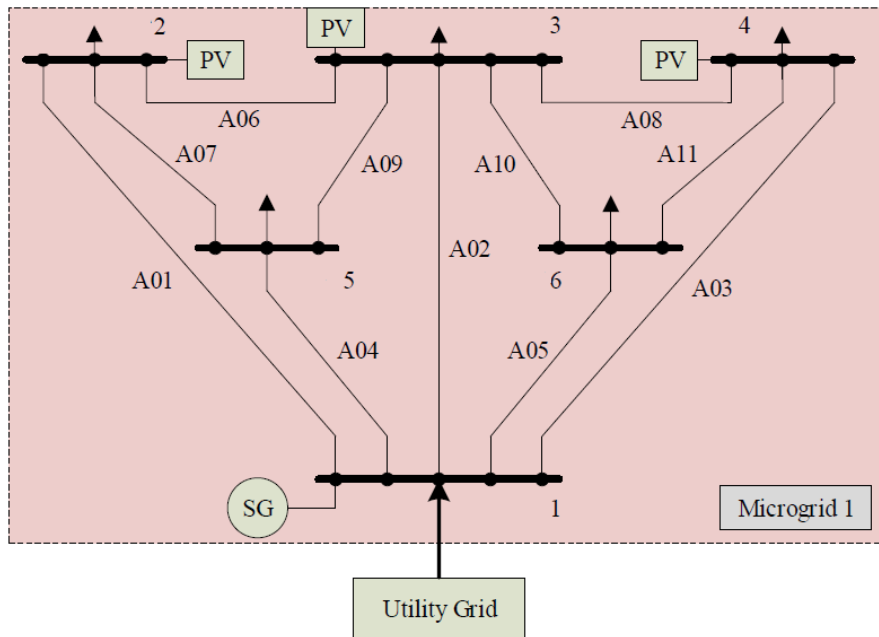 2
PV
3
4
PV
PV
A06
A08
A07
A09
A10
A11
A01
5
A02
6
A03
A04
A05
SG
1
Microgrid 1
Utility Grid